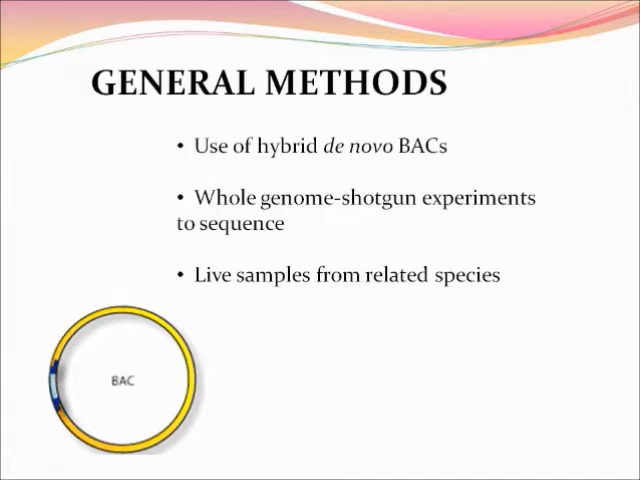 GENERAL METHODS
• Use of hybrid de novo BACs
• Whole genome-shotgun experiments
to sequence
• Live samples from related species
BAC